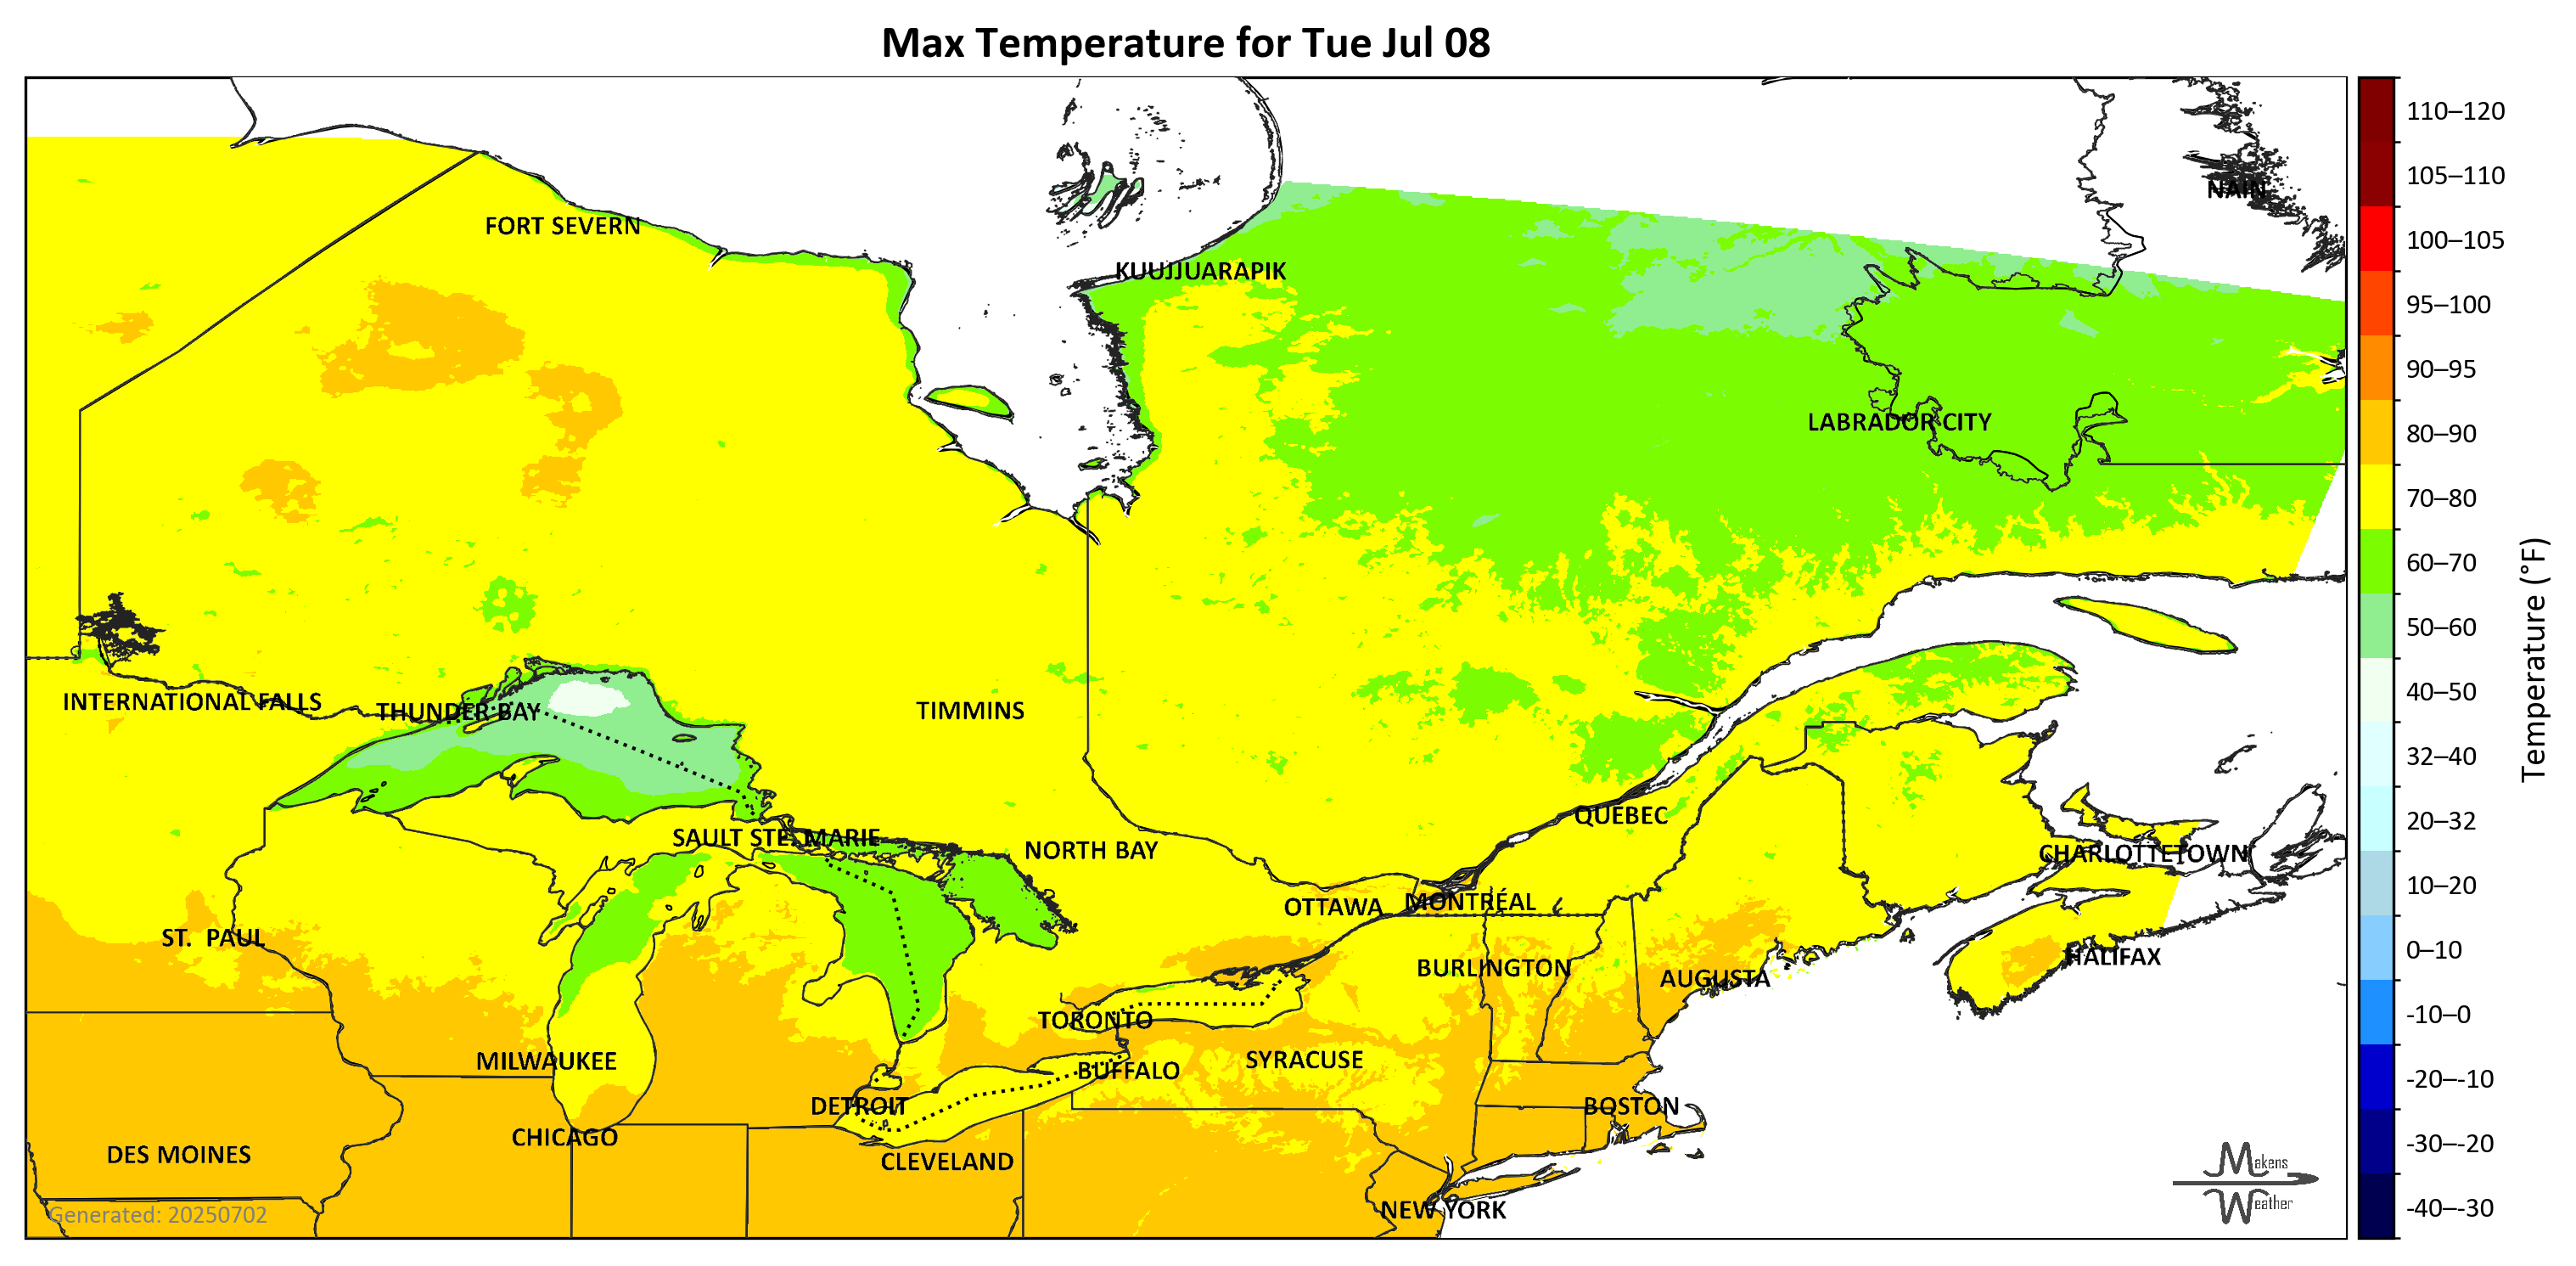 Max Temperature for Tue Jul 08
NAIN
FORT SEVERN
KUUJJUARAPIK
LABRADOR CITY
INTERNATIONAL FALLS
THUNDER BAY
TIMMINS
QUÉBEC
SAULT STE. MARIE
NORTH BAY
CHARLOTTETOWN
OTTAWA
MONTRÉAL
ST. PAUL
HALIFAX
BURLINGTON
AUGUSTA
TORONTO
MILWAUKEE
SYRACUSE
BUFFALO
DETROIT
BOSTON
CHICAGO
DES MOINES
CLEVELAND
NEW YORK
Generated: 20250702
Makens
Weather
110–120
105–110
100–105
95–100
90–95
80–90
70–80
60–70
50–60
40–50
32–40
20–32
10–20
0–10
-10–0
-20–-10
-30–-20
-40–-30
Temperature (°F)